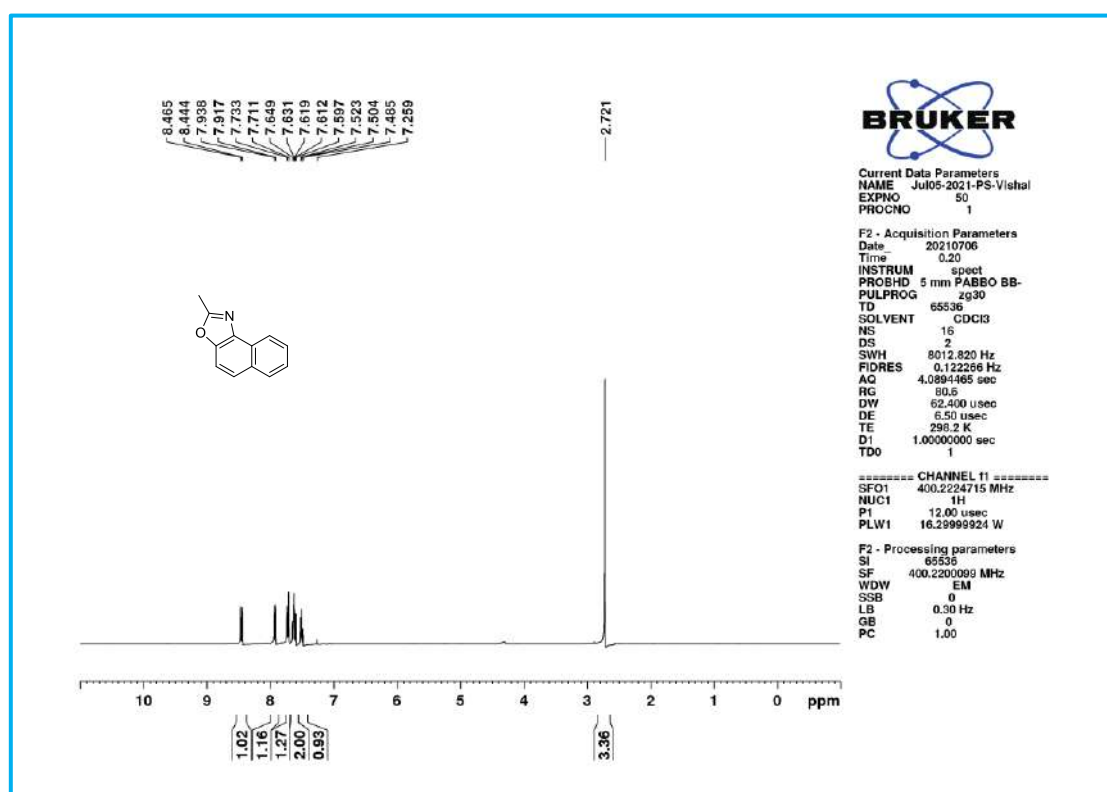 8.465
8.444
7.938
7.917
7.733
7.711
7.649
7.631
7.619
7.612
7.597
7.523
7.504
7.485
7.259
2.721
N
O
10 9 8 7 6 5 4 3 2 1 0 ppm
1.02
1.16
1.27
2.00
0.93
3.36
BRUKER
Current Data Parameters
NAME Jul05-2021-PS-Vishal
EXPNO 50
PROCNO 1
F2 - Acquisition Parameters
Date_ 20210706
Time 0.20
INSTRUM spect
PROBHD 5 mm PABBO BB-
PULPROG zg30
TD 65536
SOLVENT CDCl3
NS 16
DS 2
SWH 8012.820 Hz
FIDRES 0.122266 Hz
AQ 4.0894465 sec
RG 80.6
DW 62.400 usec
DE 6.50 usec
TE 298.2 K
D1 1.00000000 sec
TD0 1
======== CHANNEL f1 ========
SFO1 400.2224715 MHz
NUC1 1H
P1 12.00 usec
PLW1 16.29999924 W
F2 - Processing parameters
SI 65536
SF 400.2200099 MHz
WDW EM
SSB 0
LB 0.30 Hz
GB 0
PC 1.00